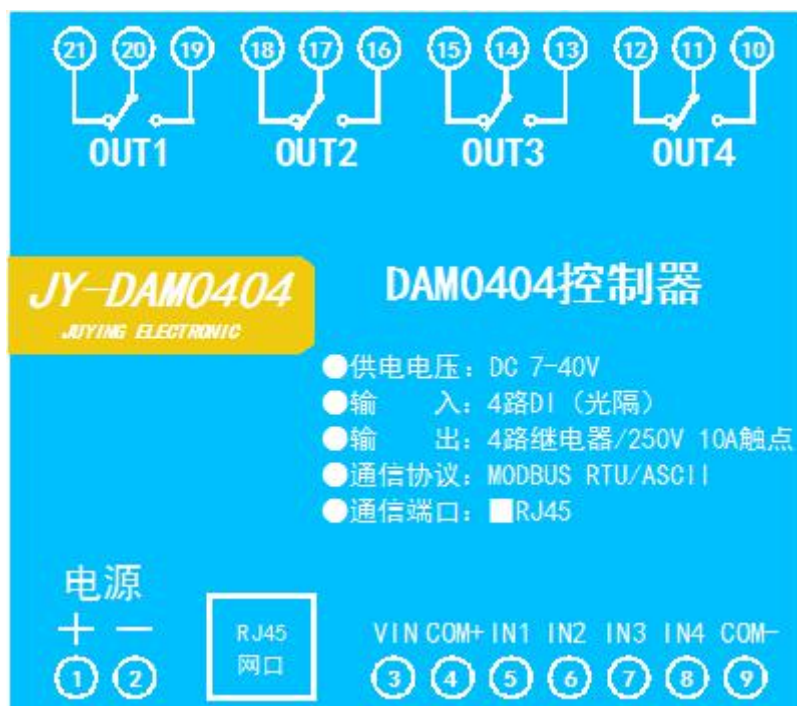 21 20 19 18 17 16 15 14 13 12 11 10
OUT1 OUT2 OUT3 OUT4
JY-DAM0404
JUYING ELECTRONIC
DAM0404控制器
●供电电压：DC 7-40V
●输 入：4路DI（光隔）
●输 出：4路继电器/250V 10A触点
●通信协议：MODBUS RTU/ASCII
●通信端口：■RJ45
电源
＋ －
1 2
RJ45
网口
VIN COM+ IN1 IN2 IN3 IN4 COM-
3 4 5 6 7 8 9